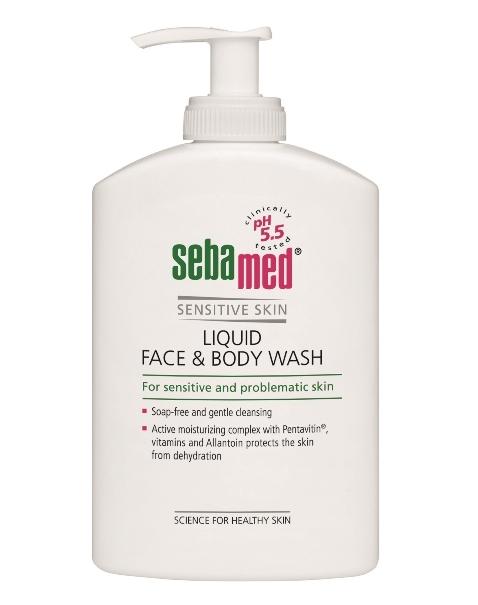 clinically
pH
5.5
tested
sebamed®
SENSITIVE SKIN
LIQUID
FACE & BODY WASH
For sensitive and problematic skin
Soap-free and gentle cleansing
Active moisturizing complex with Pentavitin®,
vitamins and Allantoin protects the skin
from dehydration
SCIENCE FOR HEALTHY SKIN